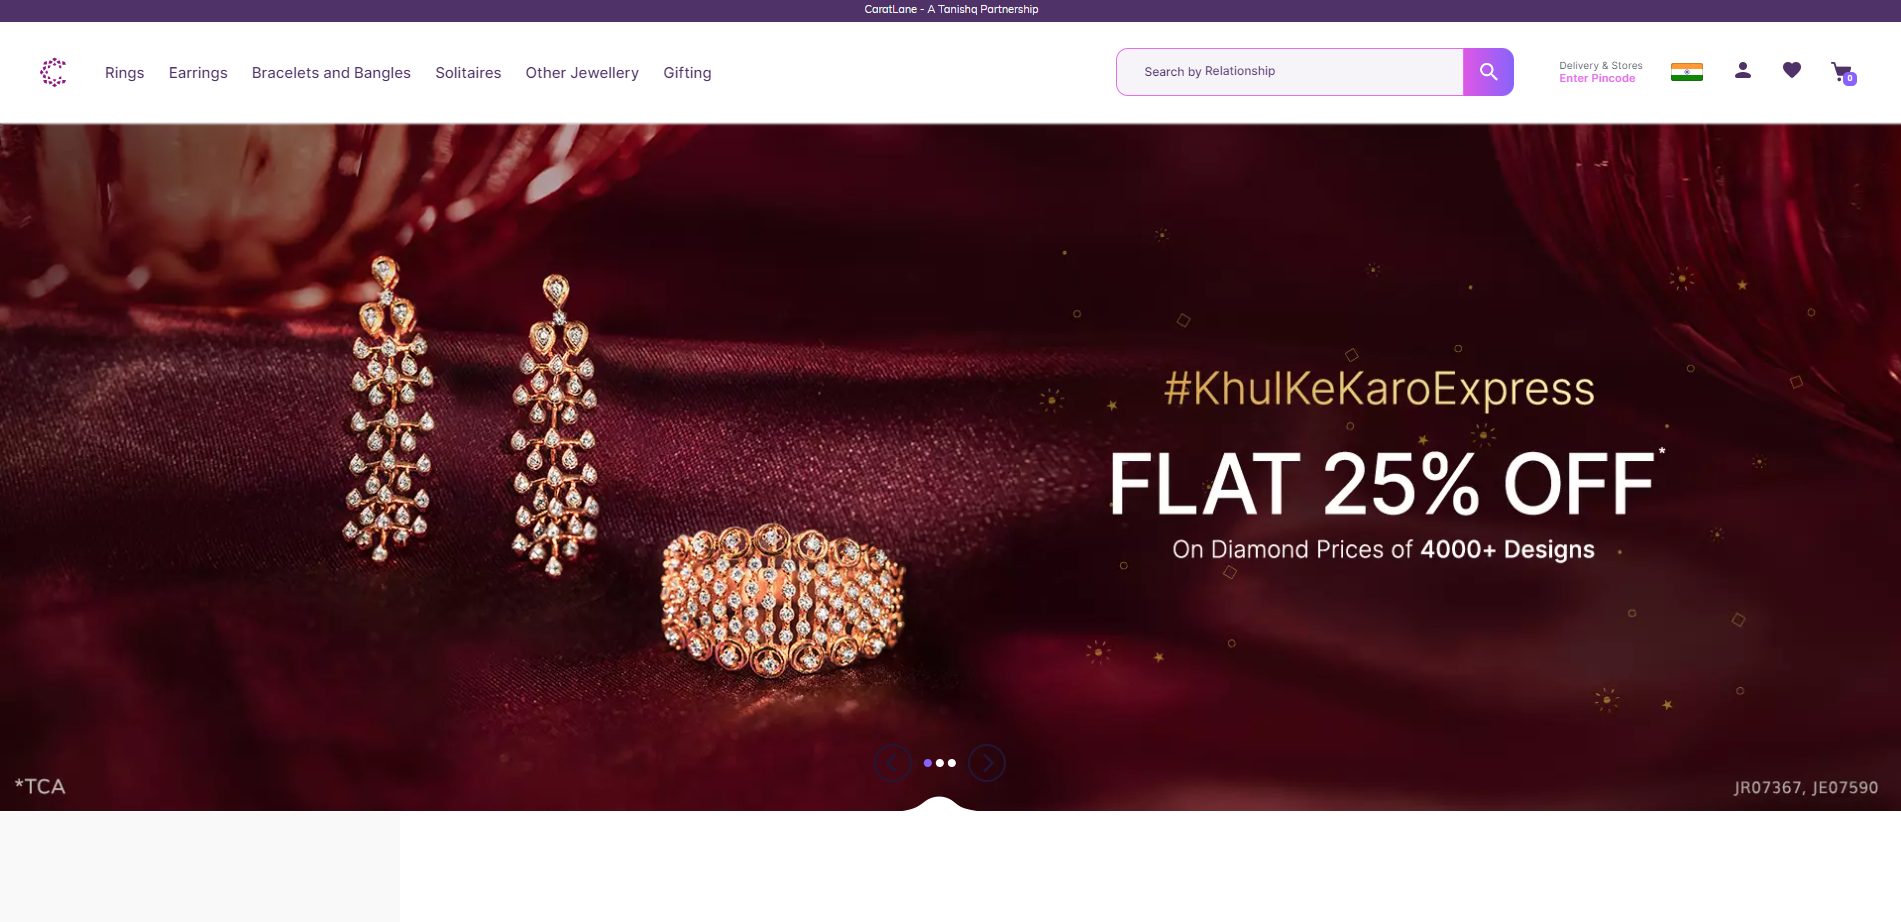 CaratLane - A Tanishq Partnership
Rings Earrings Bracelets and Bangles Solitaires Other Jewellery Gifting
Search by Relationship
Delivery & Stores
Enter Pincode
0
#KhulKeKaroExpress
FLAT 25% OFF*
On Diamond Prices of 4000+ Designs
*TCA
JR07367, JE07590